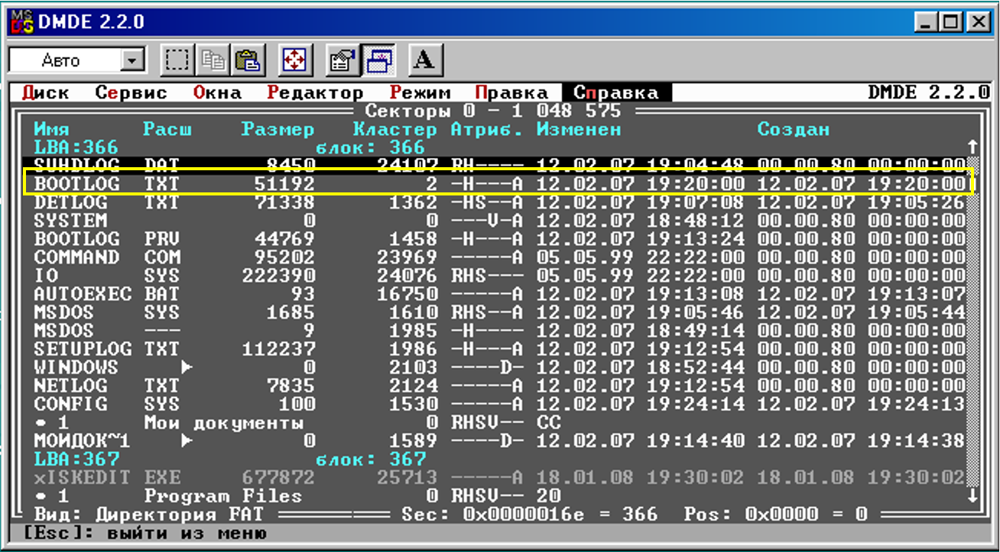 DMDE 2.2.0
Авто
A
Диск Сервис Окна Редактор Режим Правка Справка DMDE 2.2.0
Секторы 0 - 1 048 575
Имя Расш Размер Кластер Атриб. Изменен Создан
LBA:366 блок: 366
SUHDLOG DAT 8450 24107 RH---- 12.02.07 19:04:48 00.00.80 00:00:00
BOOTLOG TXT 51192 2 -H---A 12.02.07 19:20:00 12.02.07 19:20:00
DETLOG TXT 71338 1362 -HS--A 12.02.07 19:07:08 12.02.07 19:05:26
SYSTEM 0 0 ---V-A 12.02.07 18:48:12 00.00.80 00:00:00
BOOTLOG PRV 44769 1458 -H---A 12.02.07 19:13:24 00.00.80 00:00:00
COMMAND COM 95202 23969 -----A 05.05.99 22:22:00 00.00.80 00:00:00
IO SYS 222390 24076 RHS--- 05.05.99 22:22:00 00.00.80 00:00:00
AUTOEXEC BAT 93 16750 -----A 12.02.07 19:13:08 12.02.07 19:13:07
MSDOS SYS 1685 1610 RHS--A 12.02.07 19:05:46 12.02.07 19:05:44
MSDOS --- 9 1985 -H---- 12.02.07 18:49:14 00.00.80 00:00:00
SETUPLOG TXT 112237 1986 -H---A 12.02.07 19:12:54 00.00.80 00:00:00
WINDOWS ► 0 2103 ----D- 12.02.07 18:52:44 00.00.80 00:00:00
NETLOG TXT 7835 2124 -----A 12.02.07 19:12:54 00.00.80 00:00:00
CONFIG SYS 100 1530 -----A 12.02.07 19:24:14 12.02.07 19:24:13
• 1 Мои документы 0 RHSV-- CC
МОИДОК~1 ► 0 1589 ----D- 12.02.07 19:14:40 12.02.07 19:14:38
LBA:367 блок: 367
xISKEDIT EXE 677872 25713 -----A 18.01.08 19:30:02 18.01.08 19:30:02
• 1 Program Files 0 RHSV-- 20
Вид: Директория FAT Sec: 0x0000016e = 366 Pos: 0x0000 = 0
[Esc]: выйти из меню